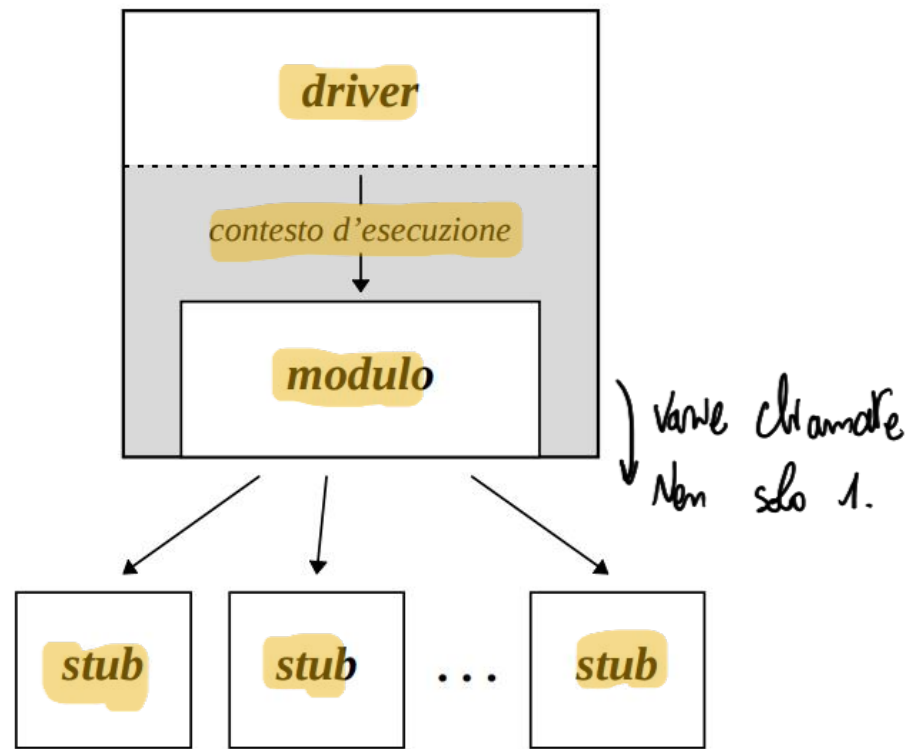 driver
contesto d'esecuzione
modulo
varie chiamate
Non solo 1.
stub stub ... stub